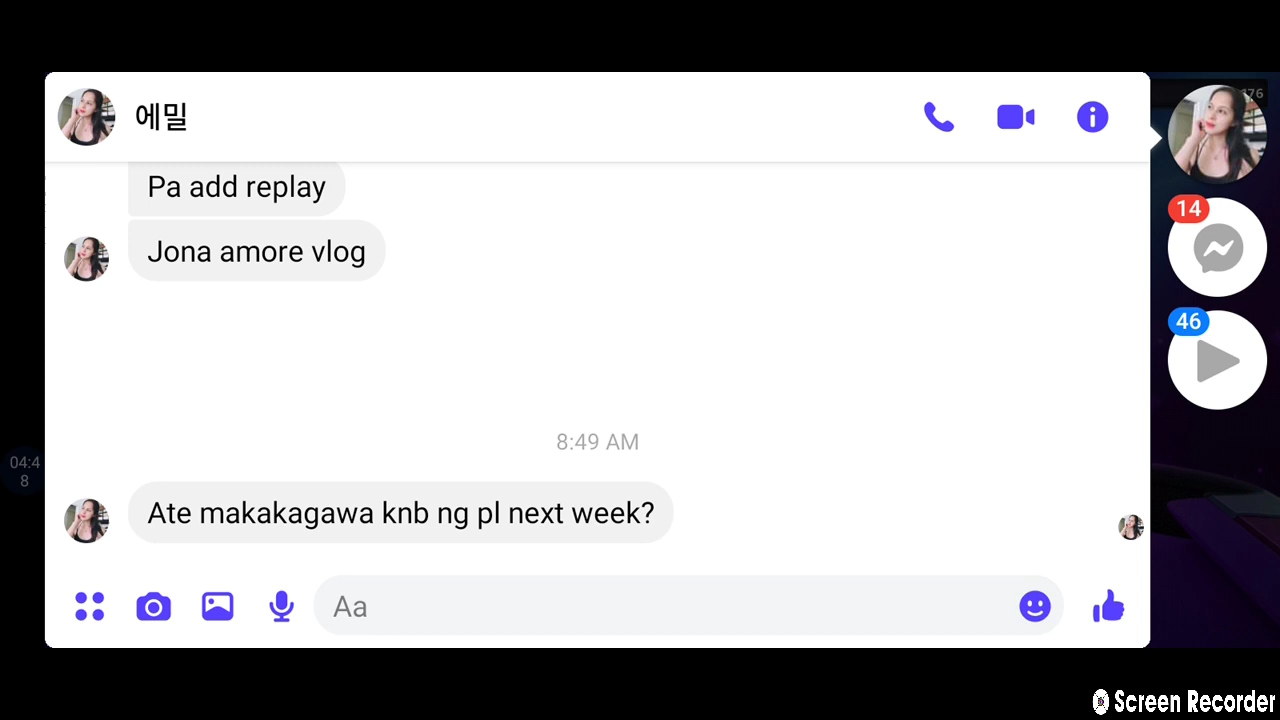 에밀
176
Pa add replay
14
Jona amore vlog
46
8:49 AM
04:4
8
Ate makakagawa knb ng pl next week?
Aa
Screen Recorder